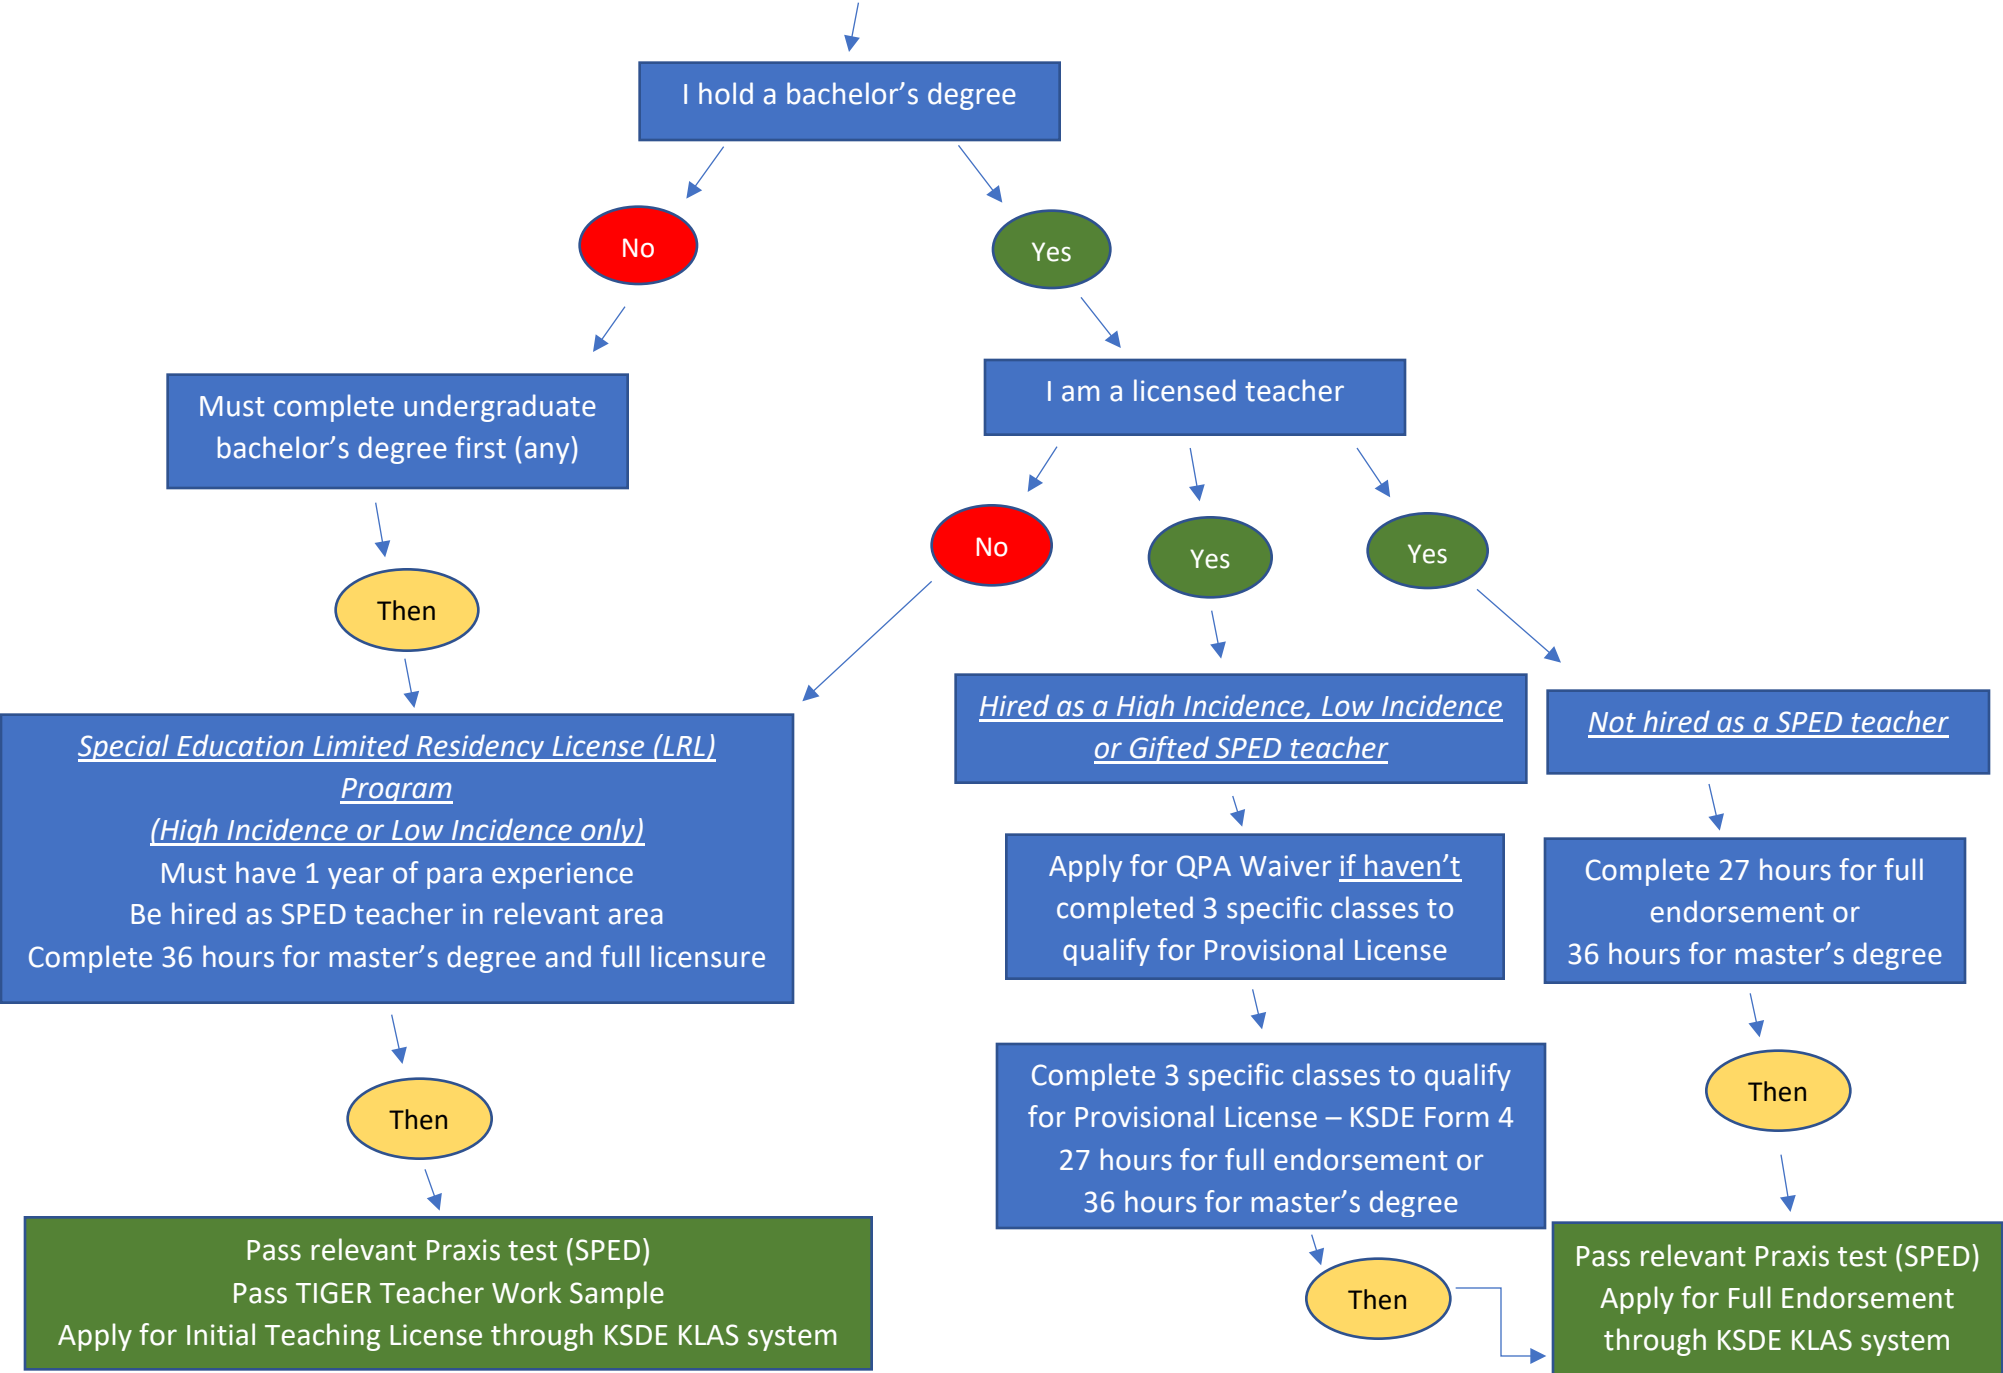 I hold a bachelor’s degree
No
Yes
Must complete undergraduate
bachelor’s degree first (any)
I am a licensed teacher
Then
No
Yes
Yes
Special Education Limited Residency License (LRL)
Program
(High Incidence or Low Incidence only)
Must have 1 year of para experience
Be hired as SPED teacher in relevant area
Complete 36 hours for master’s degree and full licensure
Hired as a High Incidence, Low Incidence
or Gifted SPED teacher
Not hired as a SPED teacher
Apply for QPA Waiver if haven’t
completed 3 specific classes to
qualify for Provisional License
Complete 27 hours for full
endorsement or
36 hours for master’s degree
Then
Complete 3 specific classes to qualify
for Provisional License – KSDE Form 4
27 hours for full endorsement or
36 hours for master’s degree
Then
Pass relevant Praxis test (SPED)
Pass TIGER Teacher Work Sample
Apply for Initial Teaching License through KSDE KLAS system
Then
Pass relevant Praxis test (SPED)
Apply for Full Endorsement
through KSDE KLAS system